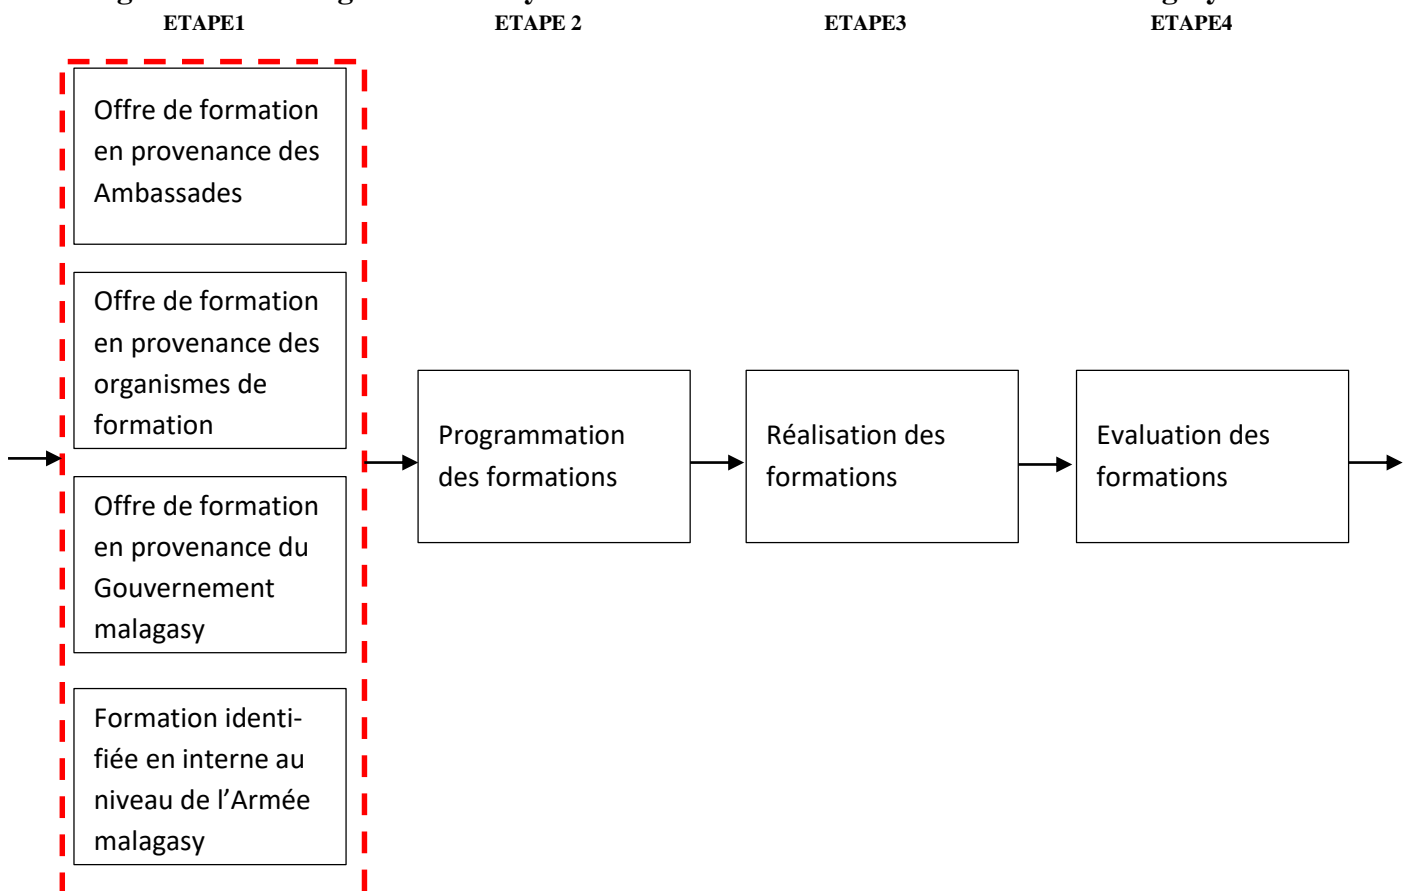 ETAPE1
ETAPE 2
ETAPE3
ETAPE4
Offre de formation
en provenance des
Ambassades
Offre de formation
en provenance des
organismes de
formation
Offre de formation
en provenance du
Gouvernement
malagasy
Formation identi-
fiée en interne au
niveau de l’Armée
malagasy
Programmation
des formations
Réalisation des
formations
Evaluation des
formations